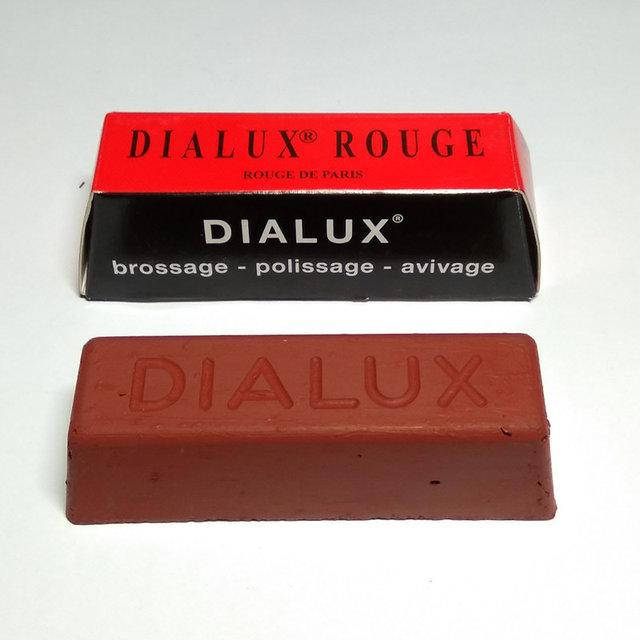 DIALUX® ROUGE
ROUGE DE PARIS
DIALUX®
brossage - polissage - avivage
DIALUX